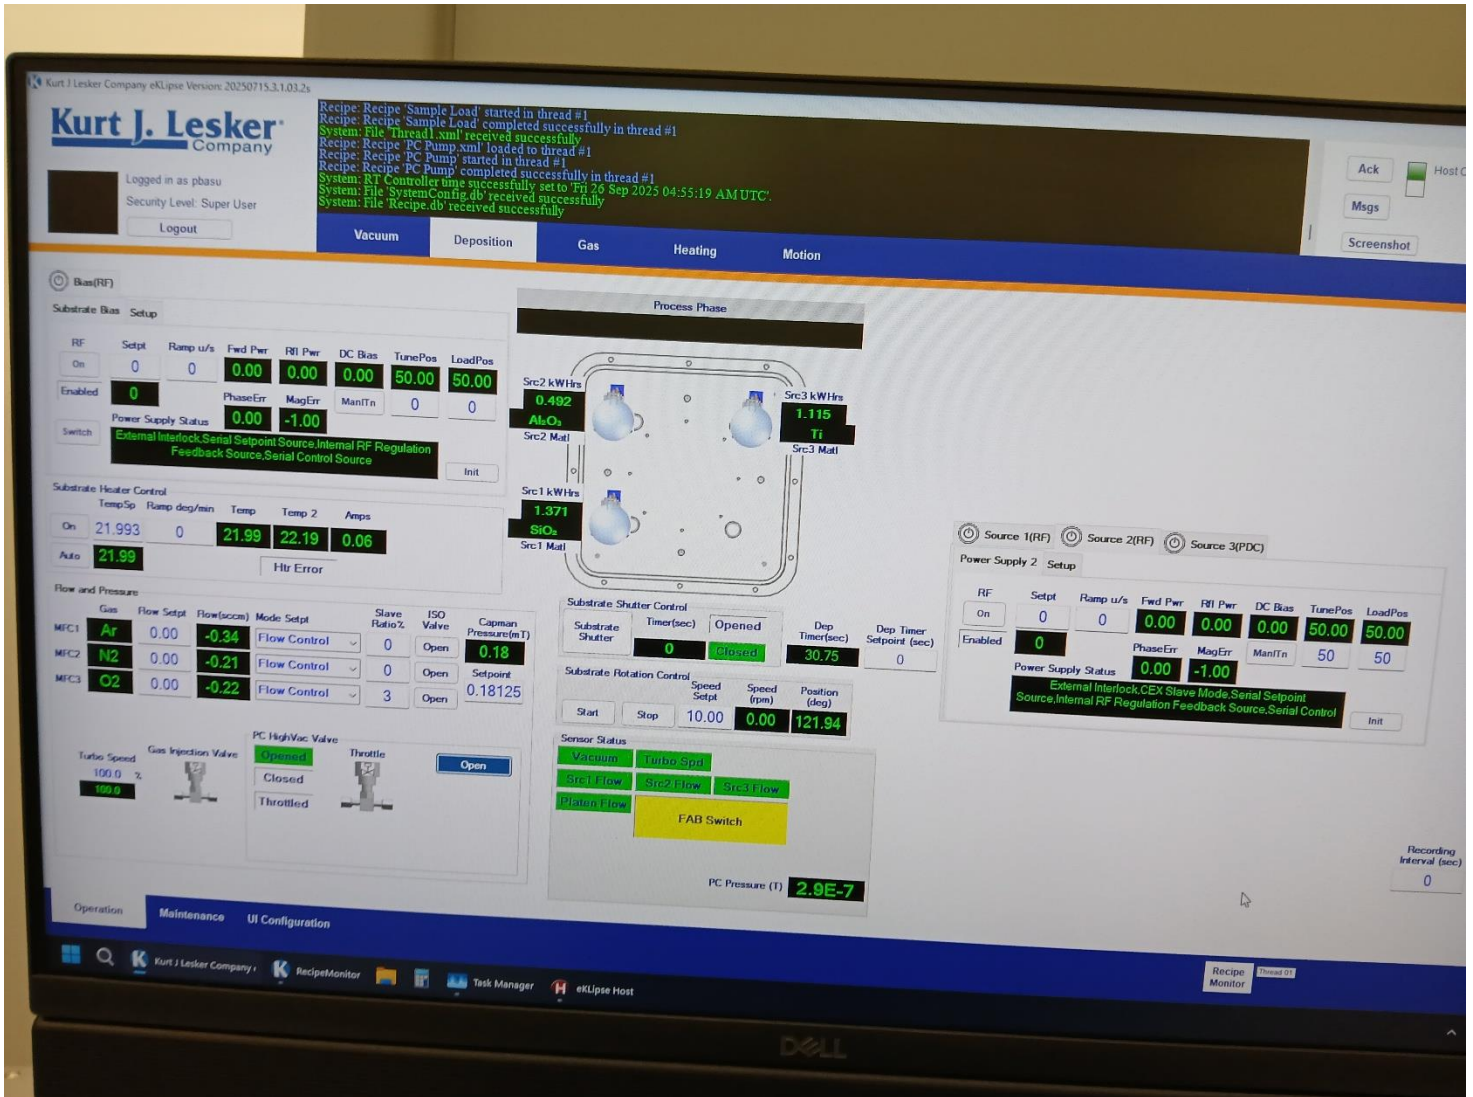 Kurt J Lesker Company eKLipse Version: 20250715.3.1.03.2s
Kurt J. Lesker
Company
Logged in as pbasu
Security Level: Super User
Logout
Recipe: Recipe 'Sample Load' started in thread #1
Recipe: Recipe 'Sample Load' completed successfully in thread #1
System: File 'Thread1.xml' received successfully
Recipe: Recipe 'PC Pump.xml' loaded to thread #1
Recipe: Recipe 'PC Pump' started in thread #1
Recipe: Recipe 'PC Pump' completed successfully in thread #1
System: RT Controller time successfully set to 'Fri 26 Sep 2025 04:55:19 AM UTC'.
System: File 'SystemConfig.db' received successfully
System: File 'Recipe.db' received successfully
Ack
Host C
Msgs
Screenshot
Vacuum Deposition Gas Heating Motion
Bias(RF)
Substrate Bias Setup
RF Setpt Ramp u/s Fwd Pwr Rfl Pwr DC Bias TunePos LoadPos
On 0 0 0.00 0.00 0.00 50.00 50.00
Enabled 0 PhaseErr MagErr ManlTn 0 0
Power Supply Status 0.00 -1.00
Switch
External Interlock,Serial Setpoint Source,Internal RF Regulation
Feedback Source,Serial Control Source
Init
Substrate Heater Control
TempSp Ramp deg/min Temp Temp 2 Amps
On 21.993 0 21.99 22.19 0.06
Auto 21.99
Htr Error
Flow and Pressure
Gas Flow Setpt Flow(sccm) Mode Setpt Slave Ratio% ISO Valve Capman Pressure(mT)
MFC1 Ar 0.00 -0.34 Flow Control 0 Open 0.18
MFC2 N2 0.00 -0.21 Flow Control 0 Open Setpoint
MFC3 O2 0.00 -0.22 Flow Control 3 Open 0.18125
Turbo Speed
100.0 %
100.0
Gas Injection Valve
PC HighVac Valve
Opened
Closed
Throttled
Throttle
Open
Process Phase
Src2 kWHrs
0.492
Al₂O₃
Src2 Matl
Src3 kWHrs
1.115
Ti
Src3 Matl
Src1 kWHrs
1.371
SiO₂
Src1 Matl
Substrate Shutter Control
Substrate Shutter
Timer(sec)
0
Opened
Closed
Dep Timer(sec)
30.75
Dep Timer Setpoint (sec)
0
Substrate Rotation Control
Speed Setpt Speed (rpm) Position (deg)
Start Stop 10.00 0.00 121.94
Sensor Status
Vacuum Turbo Spd
Src1 Flow Src2 Flow Src3 Flow
Platen Flow
FAB Switch
PC Pressure (T) 2.9E-7
Source 1(RF) Source 2(RF) Source 3(PDC)
Power Supply 2 Setup
RF Setpt Ramp u/s Fwd Pwr Rfl Pwr DC Bias TunePos LoadPos
On 0 0 0.00 0.00 0.00 50.00 50.00
Enabled 0 PhaseErr MagErr ManlTn 50 50
Power Supply Status 0.00 -1.00
External Interlock,CEX Slave Mode,Serial Setpoint
Source,Internal RF Regulation Feedback Source,Serial Control
Init
Recording
Interval (sec)
0
Operation Maintenance UI Configuration
Recipe Monitor
Thread 01
Kurt J Lesker Company
RecipeMonitor
Task Manager
eKLipse Host
DELL